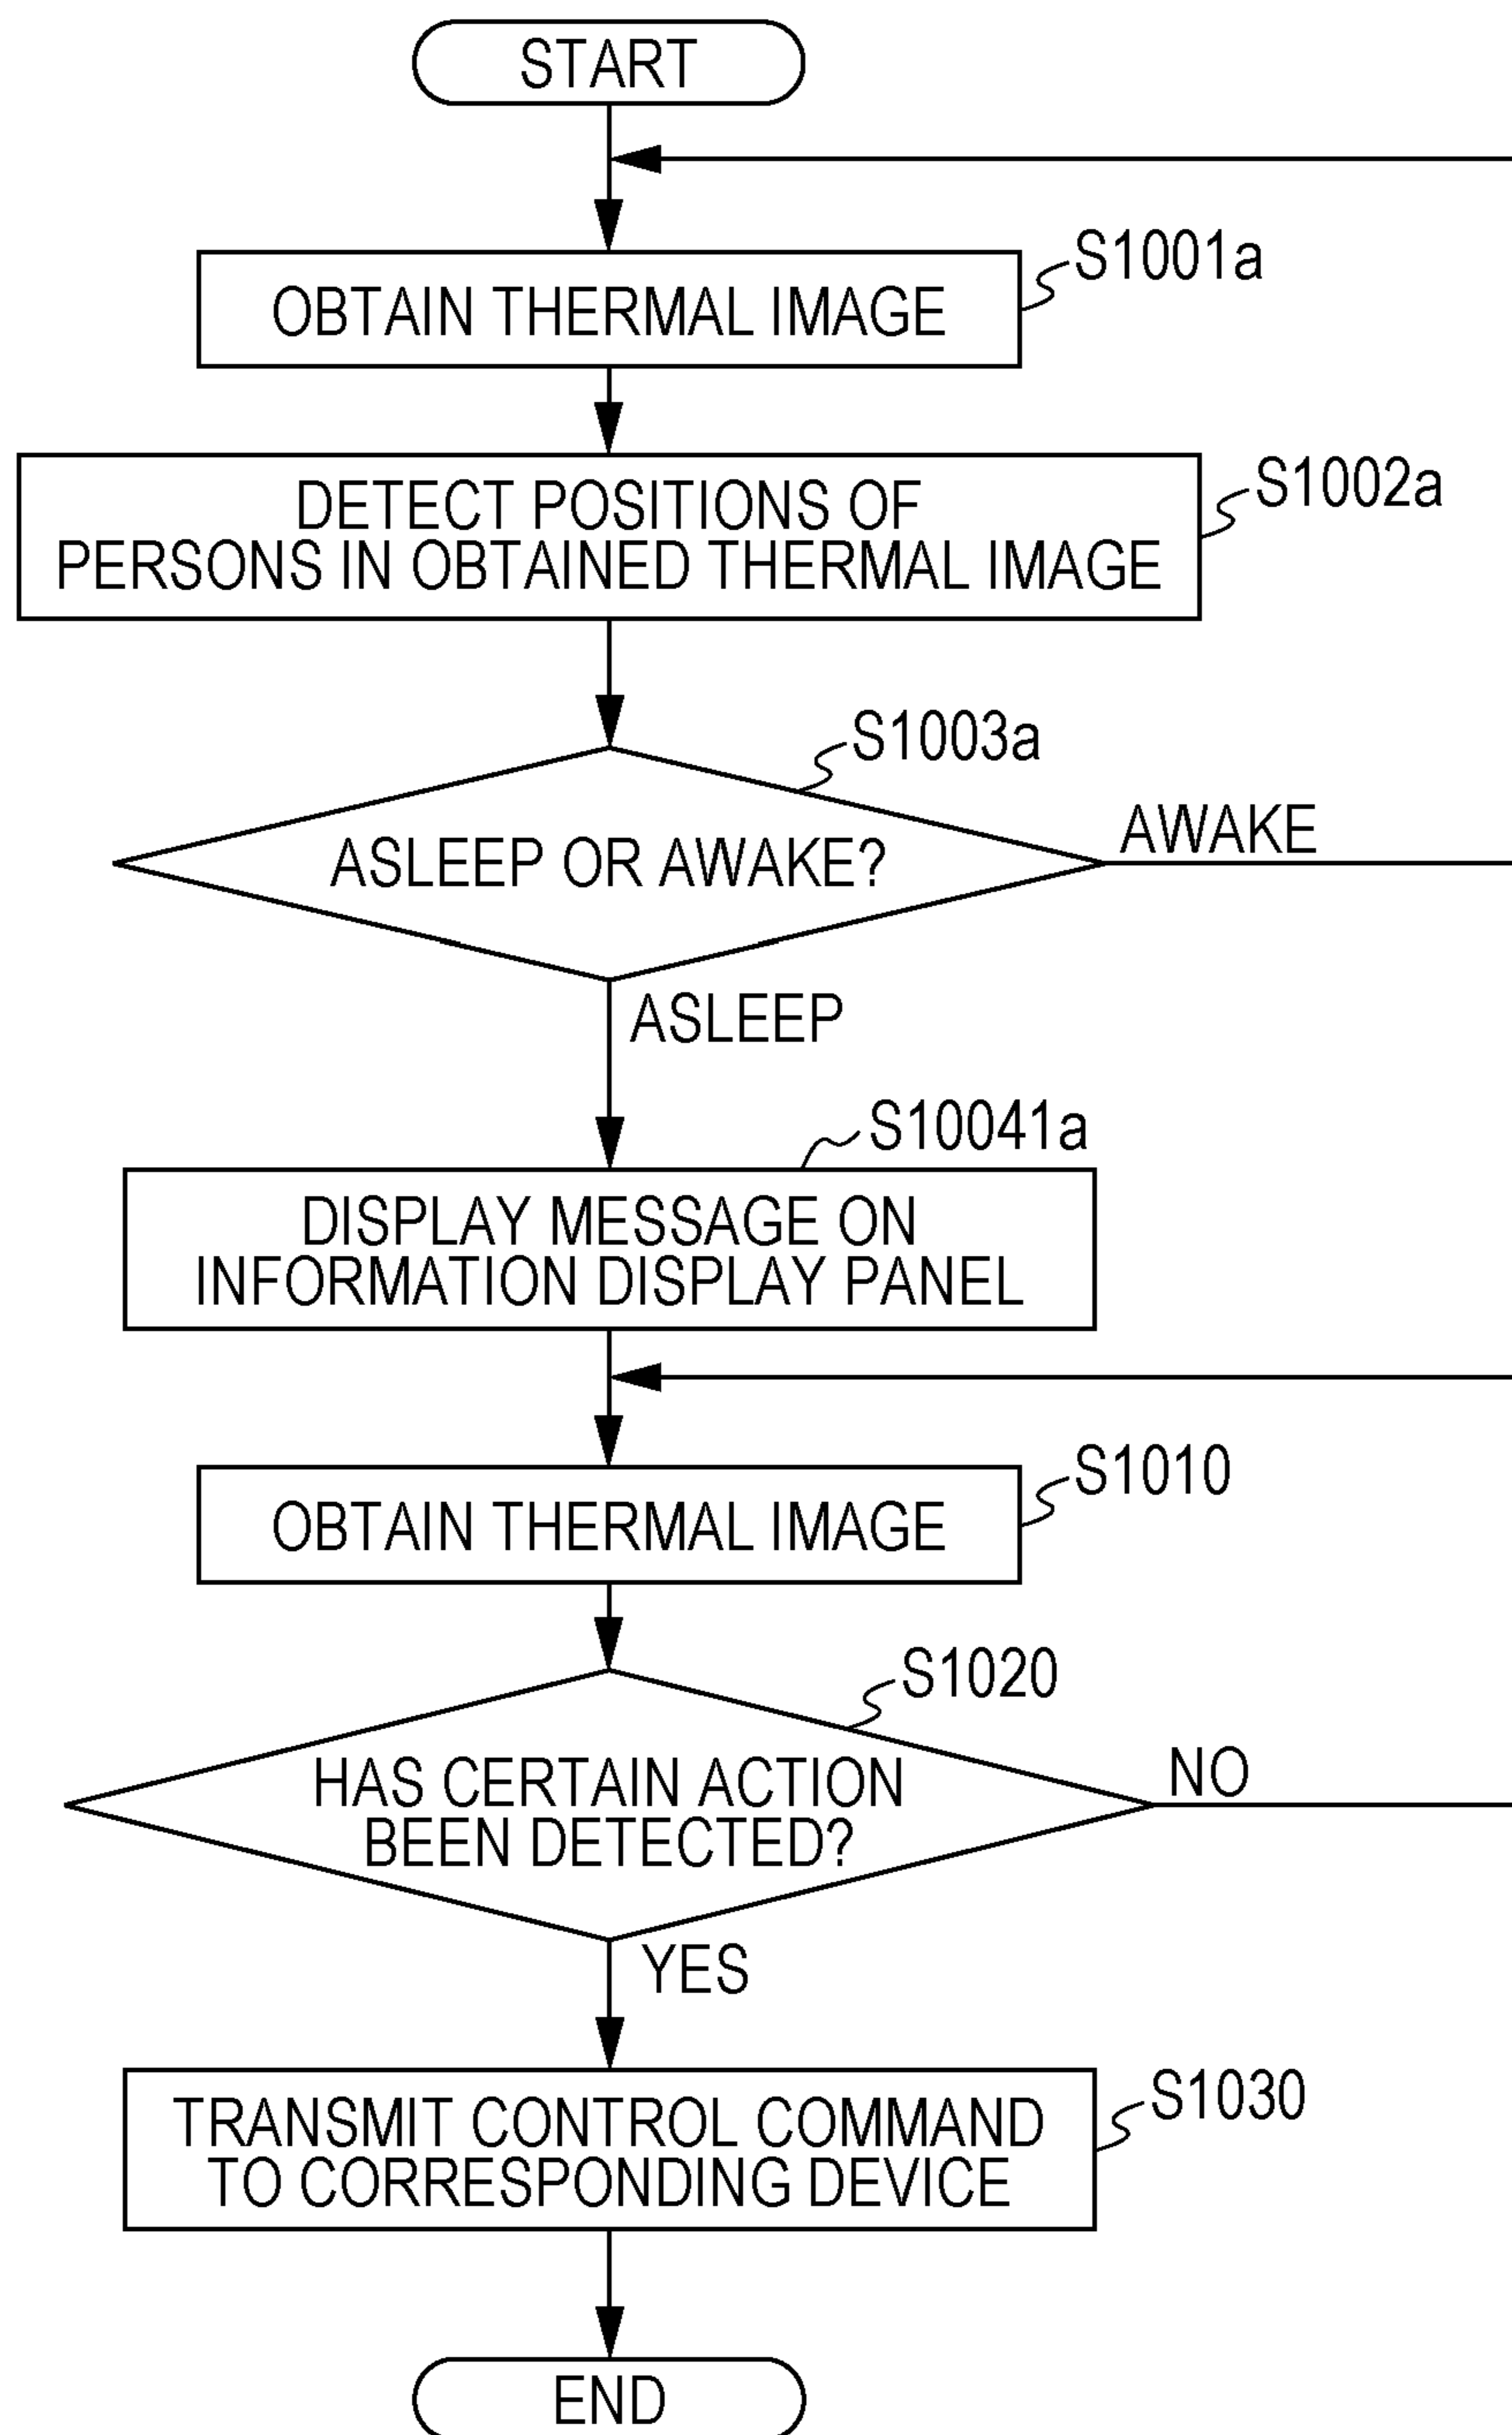 START
S1001a
OBTAIN THERMAL IMAGE
S1002a
DETECT POSITIONS OF
PERSONS IN OBTAINED THERMAL IMAGE
S1003a
ASLEEP OR AWAKE?
AWAKE
ASLEEP
S10041a
DISPLAY MESSAGE ON
INFORMATION DISPLAY PANEL
S1010
OBTAIN THERMAL IMAGE
S1020
HAS CERTAIN ACTION
BEEN DETECTED?
NO
YES
S1030
TRANSMIT CONTROL COMMAND
TO CORRESPONDING DEVICE
END